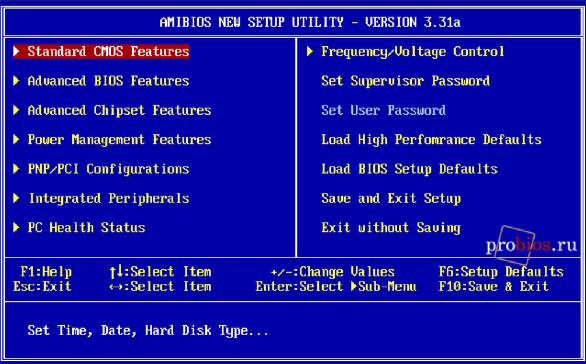 AMIBIOS NEW SETUP UTILITY - VERSION 3.31a
Standard CMOS Features
Advanced BIOS Features
Advanced Chipset Features
Power Management Features
PNP/PCI Configurations
Integrated Peripherals
PC Health Status
Frequency/Voltage Control
Set Supervisor Password
Set User Password
Load High Perfomrance Defaults
Load BIOS Setup Defaults
Save and Exit Setup
Exit without Saving
probios.ru
F1:Help ↑↓:Select Item +/-:Change Values F6:Setup Defaults
Esc:Exit ↔:Select Item Enter:Select ▶Sub-Menu F10:Save & Exit
Set Time, Date, Hard Disk Type...